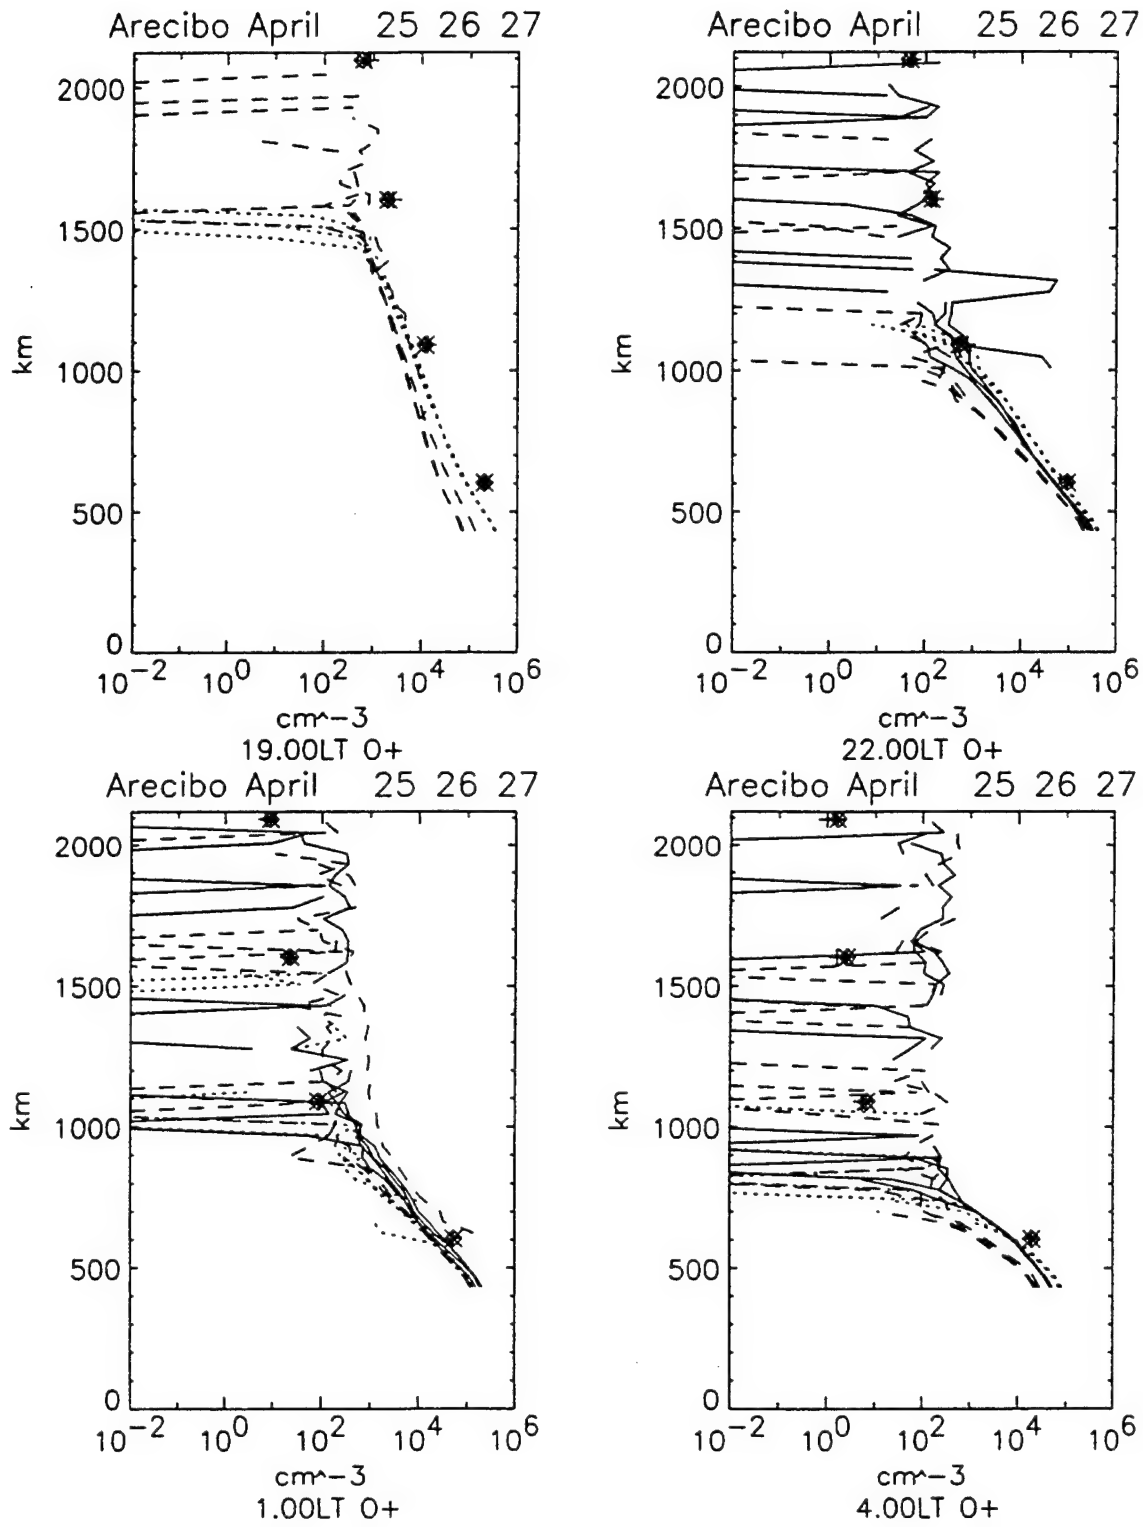 Arecibo April 25 26 27
Arecibo April 25 26 27
2000
1500
1000
500
0
km
10^-2 10^0 10^2 10^4 10^6
cm^-3
19.00LT O+
2000
1500
1000
500
0
km
10^-2 10^0 10^2 10^4 10^6
cm^-3
22.00LT O+
Arecibo April 25 26 27
Arecibo April 25 26 27
2000
1500
1000
500
0
km
10^-2 10^0 10^2 10^4 10^6
cm^-3
1.00LT O+
2000
1500
1000
500
0
km
10^-2 10^0 10^2 10^4 10^6
cm^-3
4.00LT O+